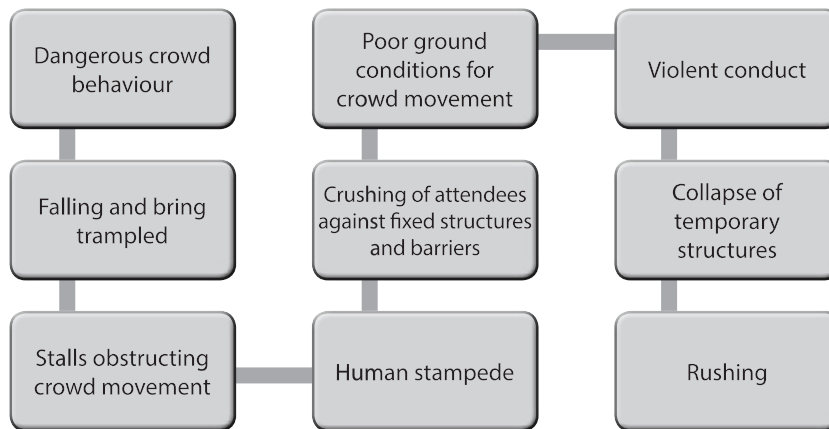 Dangerous crowd
behaviour
Falling and bring
trampled
Stalls obstructing
crowd movement
Human stampede
Crushing of attendees
against fixed structures
and barriers
Poor ground
conditions for
crowd movement
Violent conduct
Collapse of
temporary
structures
Rushing